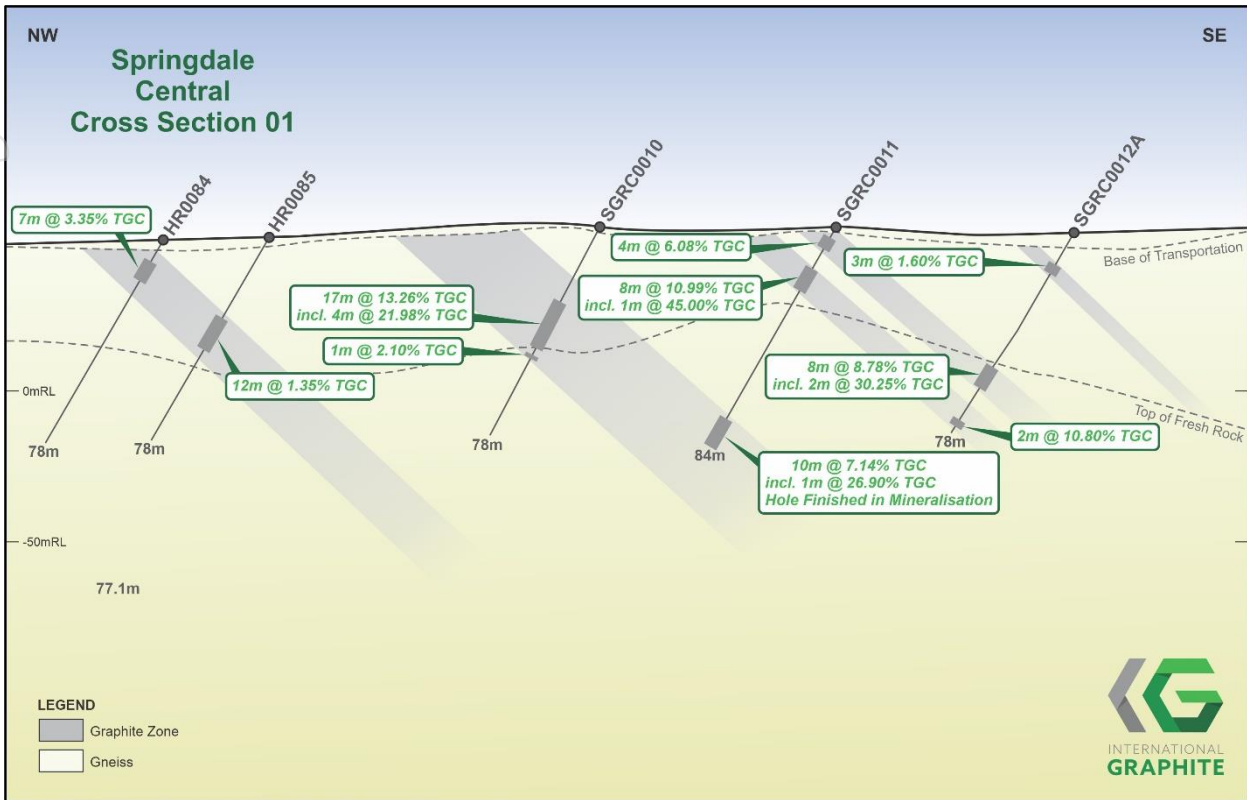 NW
SE
Springdale
Central
Cross Section 01
HR0084
HR0085
SGRC0010
SGRC0011
SGRC0012A
7m @ 3.35% TGC
4m @ 6.08% TGC
3m @ 1.60% TGC
Base of Transportation
8m @ 10.99% TGC
incl. 1m @ 45.00% TGC
17m @ 13.26% TGC
incl. 4m @ 21.98% TGC
1m @ 2.10% TGC
12m @ 1.35% TGC
8m @ 8.78% TGC
incl. 2m @ 30.25% TGC
0mRL
Top of Fresh Rock
2m @ 10.80% TGC
78m
78m
78m
84m
78m
10m @ 7.14% TGC
incl. 1m @ 26.90% TGC
Hole Finished in Mineralisation
-50mRL
77.1m
LEGEND
Graphite Zone
Gneiss
INTERNATIONAL
GRAPHITE